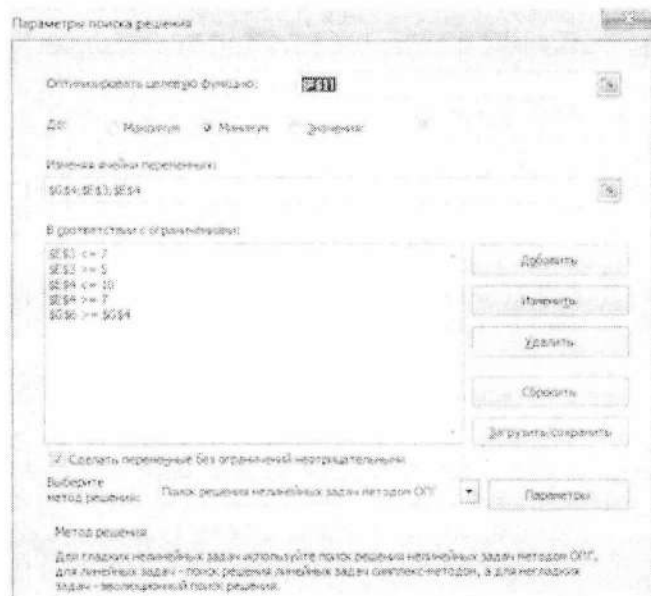 Параметры поиска решения
Оптимизировать целевую функцию:
До: Максимум Минимум Значения:
Изменяя ячейки переменных:
$G$4;$E$3;$E$4
В соответствии с ограничениями:
$E$3 <= 7
$E$3 >= 5
$E$4 <= 10
$E$4 >= 7
$G$6 >= $G$4
Добавить
Изменить
Удалить
Сбросить
Загрузить/сохранить
Сделать переменные без ограничений неотрицательными
Выберите
метод решения:
Поиск решения нелинейных задач методом ОПГ
Параметры
Метод решения
Для гладких нелинейных задач используйте поиск решения нелинейных задач методом ОПГ,
для линейных задач - поиск решения линейных задач симплекс-методом, а для негладких
задач - эволюционный поиск решения.